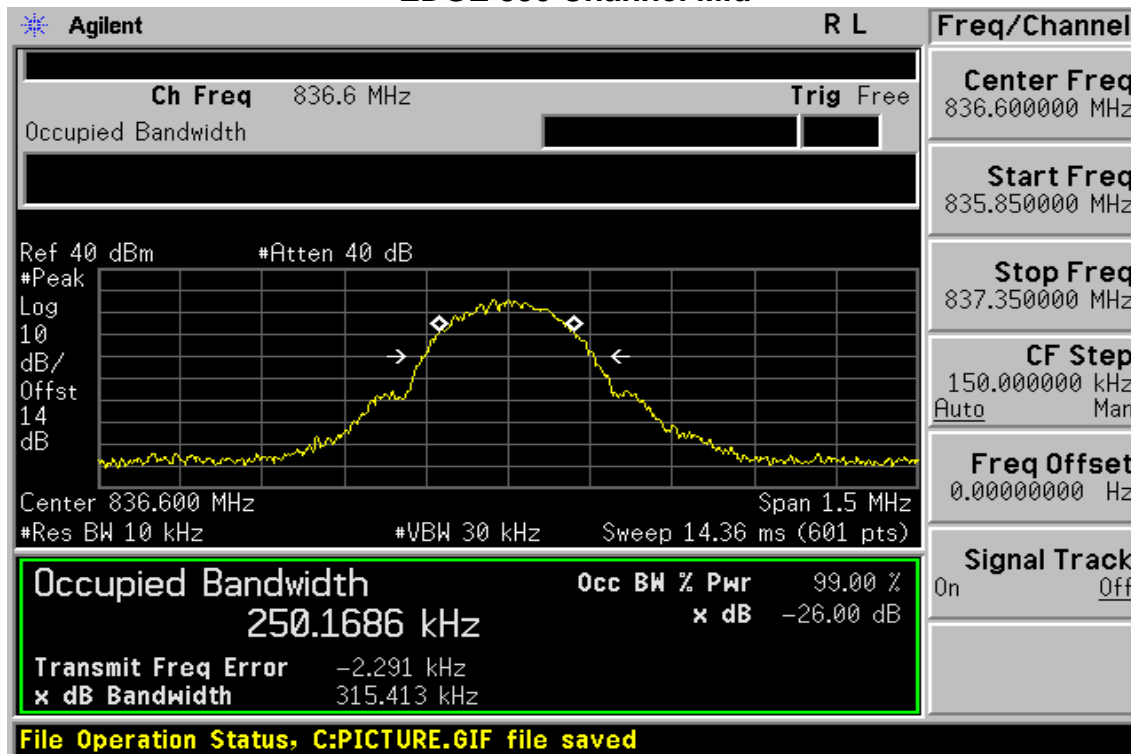 Agilent R L
Ch Freq 836.6 MHz Trig Free
Occupied Bandwidth
Ref 40 dBm #Atten 40 dB
#Peak
Log
10
dB/
Offst
14
dB
Center 836.600 MHz Span 1.5 MHz
#Res BW 10 kHz #VBW 30 kHz Sweep 14.36 ms (601 pts)
Occupied Bandwidth
250.1686 kHz
Occ BW % Pwr 99.00 %
x dB -26.00 dB
Transmit Freq Error -2.291 kHz
x dB Bandwidth 315.413 kHz
File Operation Status, C:PICTURE.GIF file saved
Freq/Channel
Center Freq
836.600000 MHz
Start Freq
835.850000 MHz
Stop Freq
837.350000 MHz
CF Step
150.000000 kHz
Auto Man
Freq Offset
0.00000000 Hz
Signal Track
On Off